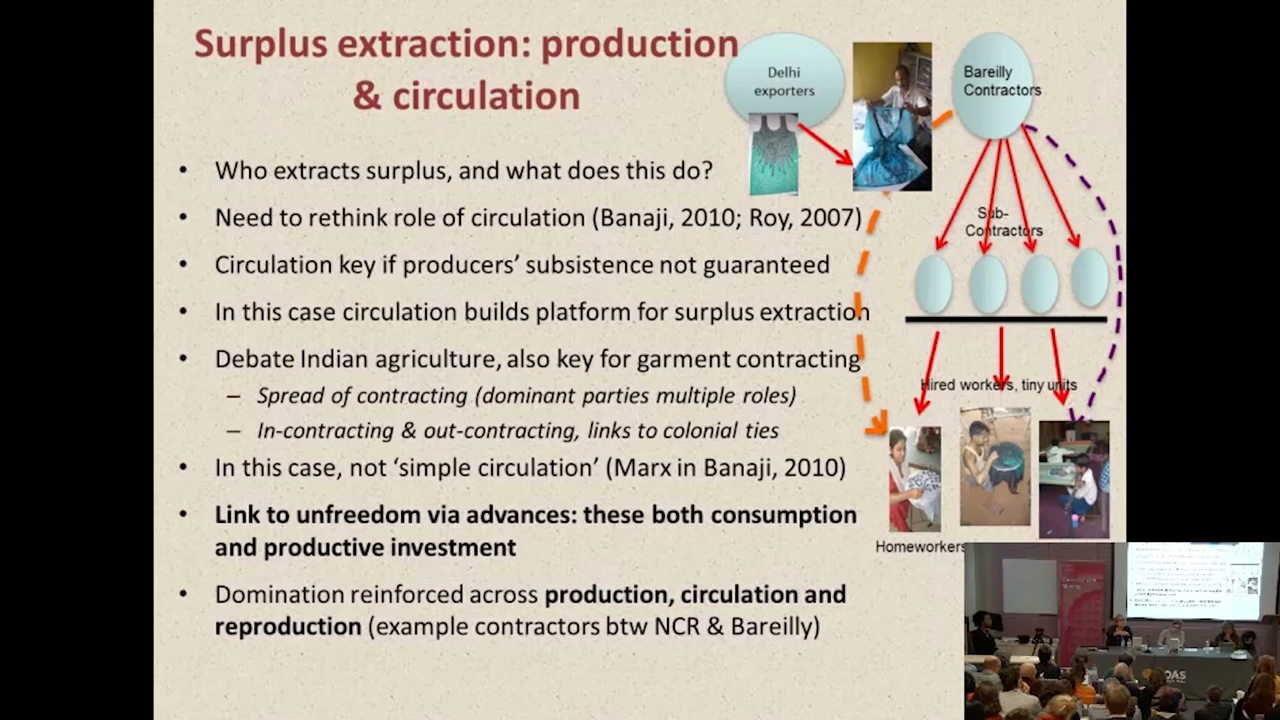 Surplus extraction: production
& circulation
• Who extracts surplus, and what does this do?
• Need to rethink role of circulation (Banaji, 2010; Roy, 2007)
• Circulation key if producers’ subsistence not guaranteed
• In this case circulation builds platform for surplus extraction
• Debate Indian agriculture, also key for garment contracting
– Spread of contracting (dominant parties multiple roles)
– In-contracting & out-contracting, links to colonial ties
• In this case, not ‘simple circulation’ (Marx in Banaji, 2010)
• Link to unfreedom via advances: these both consumption
and productive investment
• Domination reinforced across production, circulation and
reproduction (example contractors btw NCR & Bareilly)
Delhi
exporters
Bareilly
Contractors
Sub-
Contractors
Hired workers, tiny units
Homeworkers